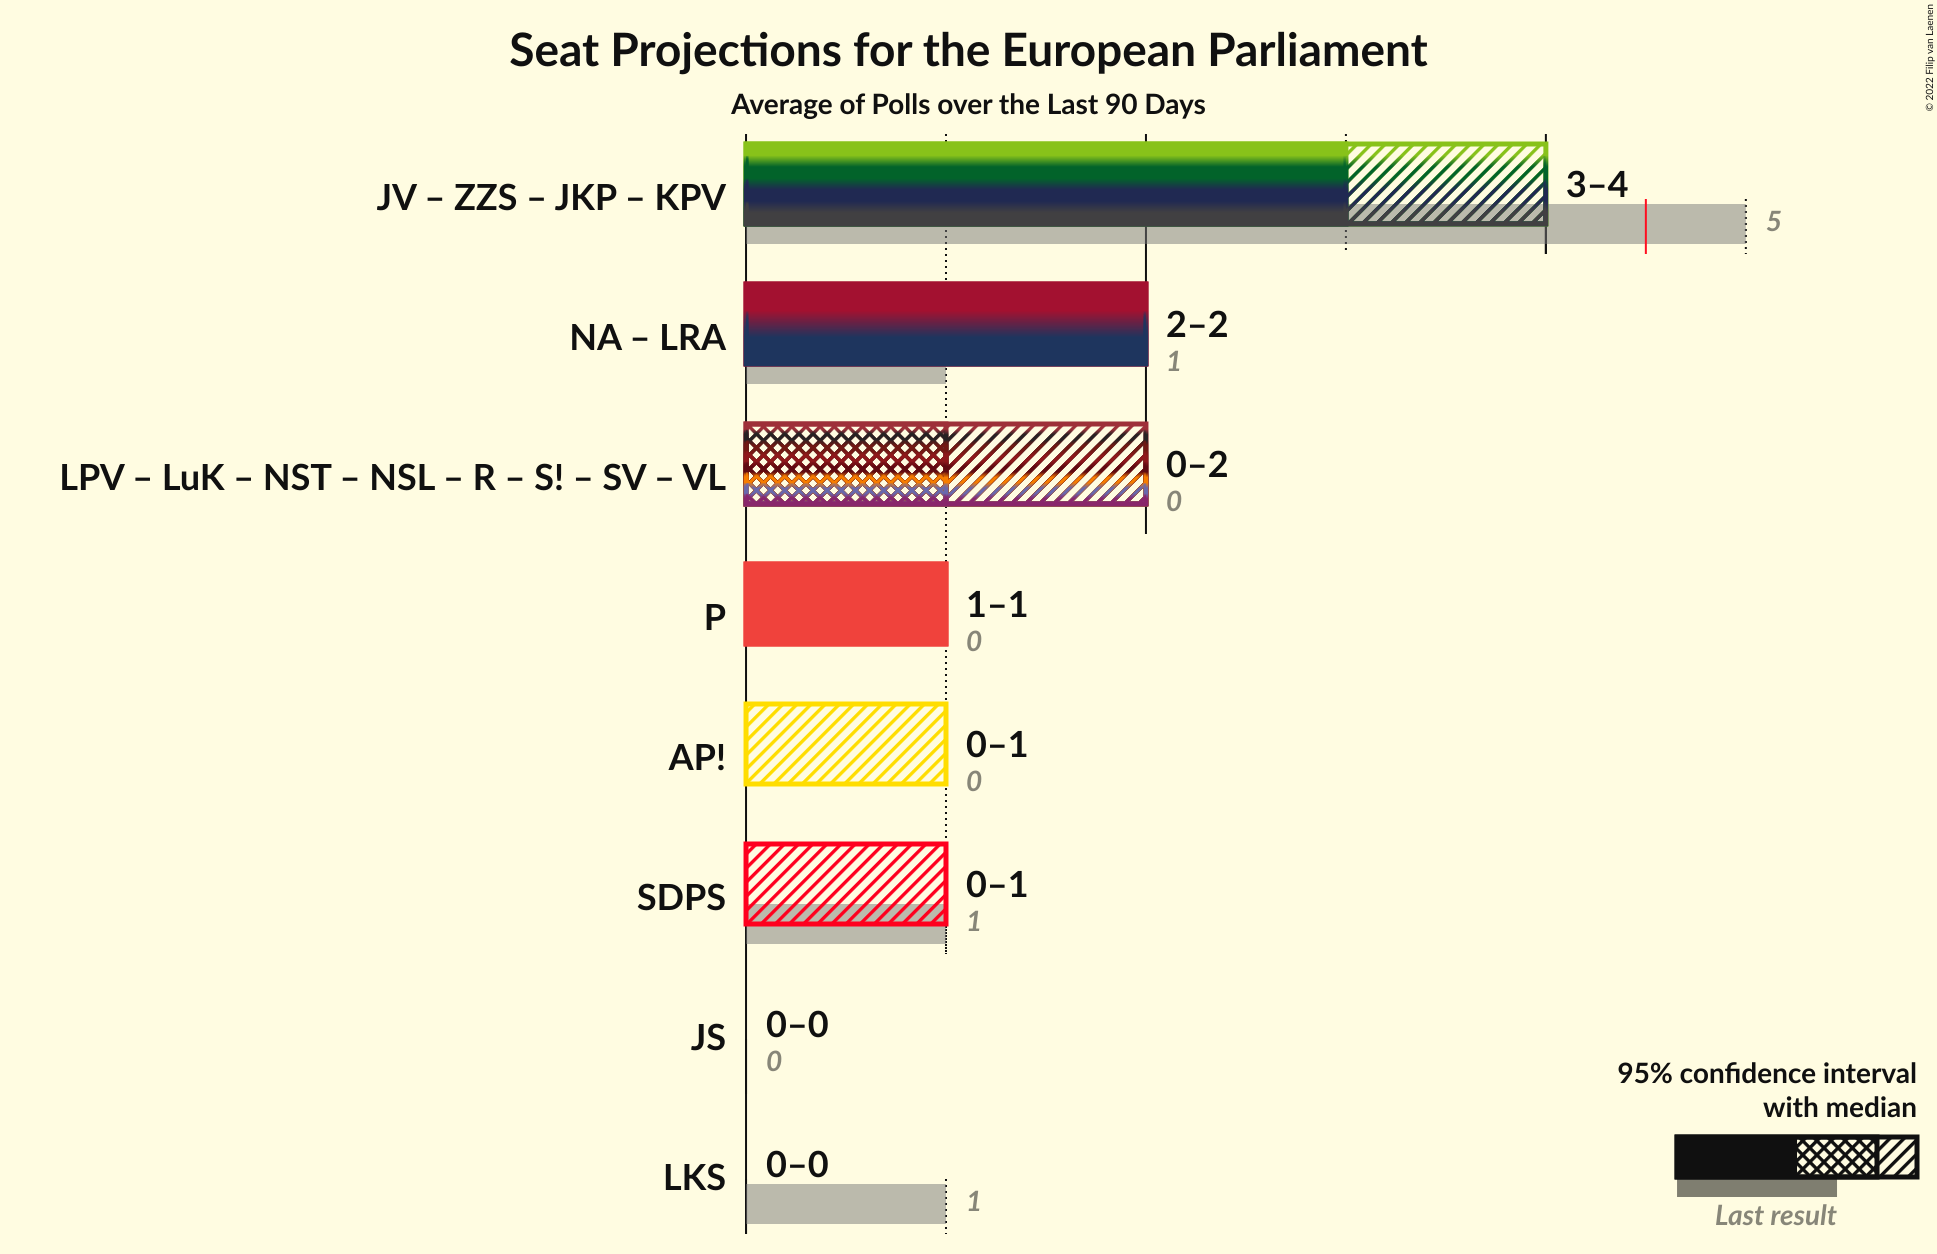 Seat Projections for the European Parliament
Average of Polls over the Last 90 Days
© 2022 Filip van Laenen
JV – ZZS – JKP – KPV
3–4
5
NA – LRA
2–2
1
LPV – LuK – NST – NSL – R – S! – SV – VL
0–2
0
P
1–1
0
AP!
0–1
0
SDPS
0–1
1
JS
0–0
0
LKS
0–0
1
95% confidence interval
with median
Last result